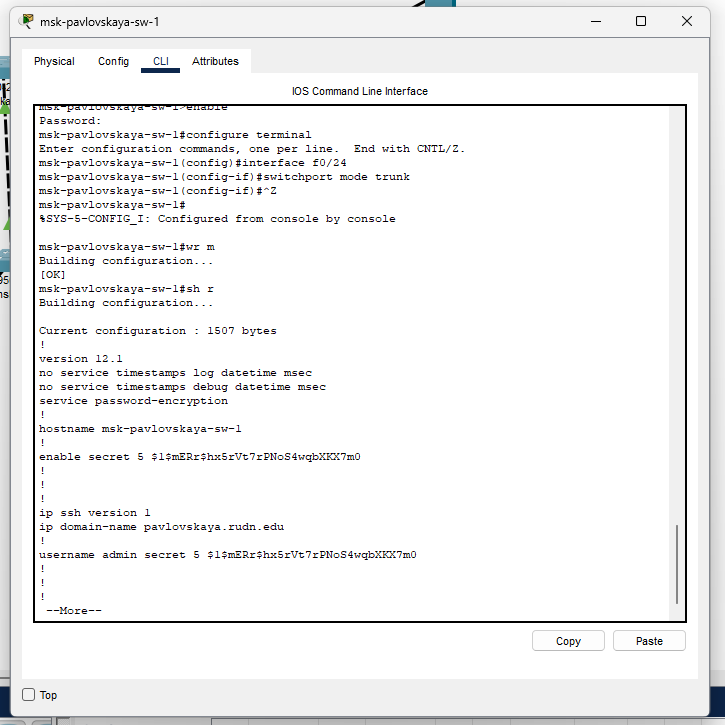 msk-pavlovskaya-sw-1
Physical Config CLI Attributes
IOS Command Line Interface
msk-pavlovskaya-sw-1>enable
Password:
msk-pavlovskaya-sw-1#configure terminal
Enter configuration commands, one per line.  End with CNTL/Z.
msk-pavlovskaya-sw-1(config)#interface f0/24
msk-pavlovskaya-sw-1(config-if)#switchport mode trunk
msk-pavlovskaya-sw-1(config-if)#^Z
msk-pavlovskaya-sw-1#
%SYS-5-CONFIG_I: Configured from console by console
msk-pavlovskaya-sw-1#wr m
Building configuration...
[OK]
msk-pavlovskaya-sw-1#sh r
Building configuration...
Current configuration : 1507 bytes
!
version 12.1
no service timestamps log datetime msec
no service timestamps debug datetime msec
service password-encryption
!
hostname msk-pavlovskaya-sw-1
!
enable secret 5 $1$mERr$hx5rVt7rPNoS4wqbXKX7m0
!
!
!
ip ssh version 1
ip domain-name pavlovskaya.rudn.edu
!
username admin secret 5 $1$mERr$hx5rVt7rPNoS4wqbXKX7m0
!
!
!
--More--
Copy Paste
Top